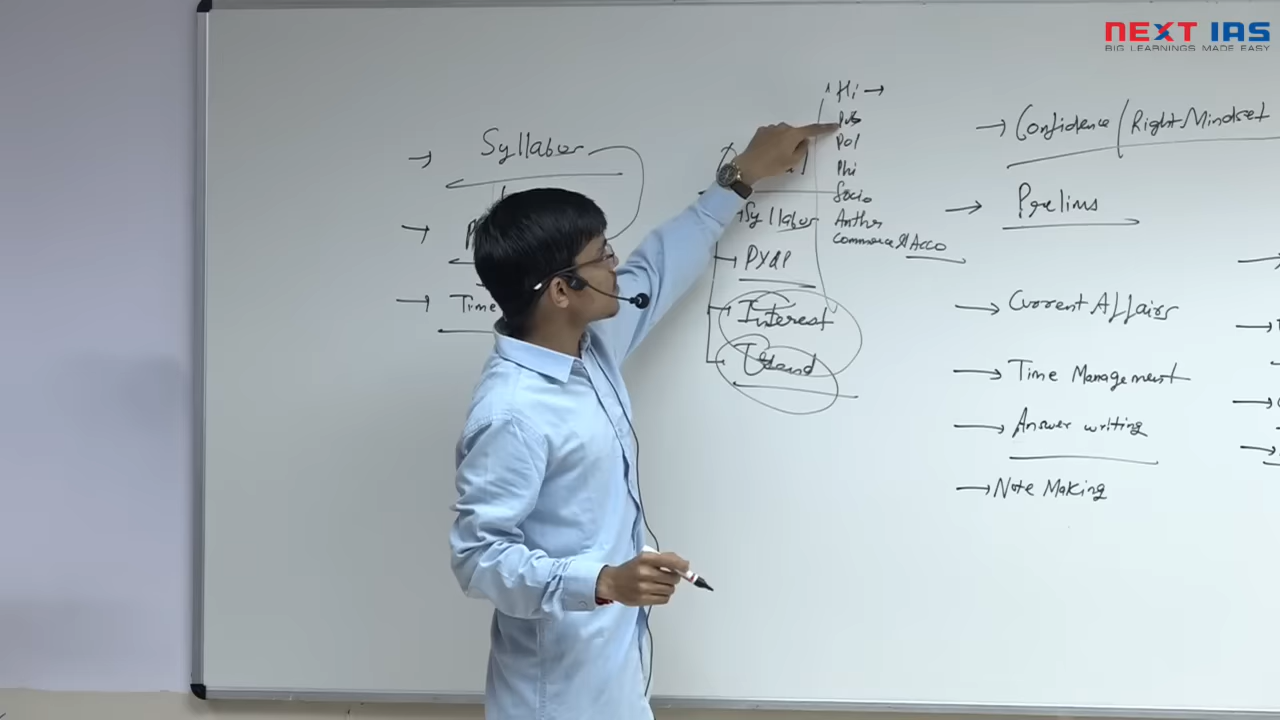 NEXT IAS
BIG LEARNINGS MADE EASY
→ Syllabus
→ Time
Hi →
Pub
Pol
Phi
Socio
Anthr
Commerce & Acco
Syllabus
PYQP
Interest
Trend
→ Confidence / Right Mindset
→ Prelims
→ Current Affairs
→ Time Management
→ Answer writing
→ Note Making